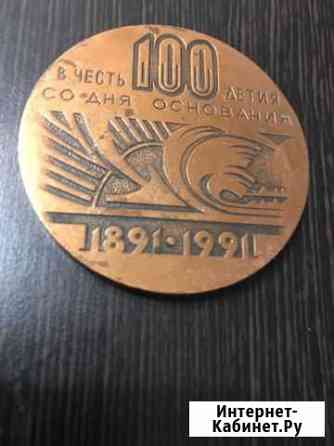 В ЧЕСТЬ 100 ЛЕТИЯ
СО ДНЯ ОСНОВАНИЯ
1891·1991
Интернет-
Кабинет.Ру